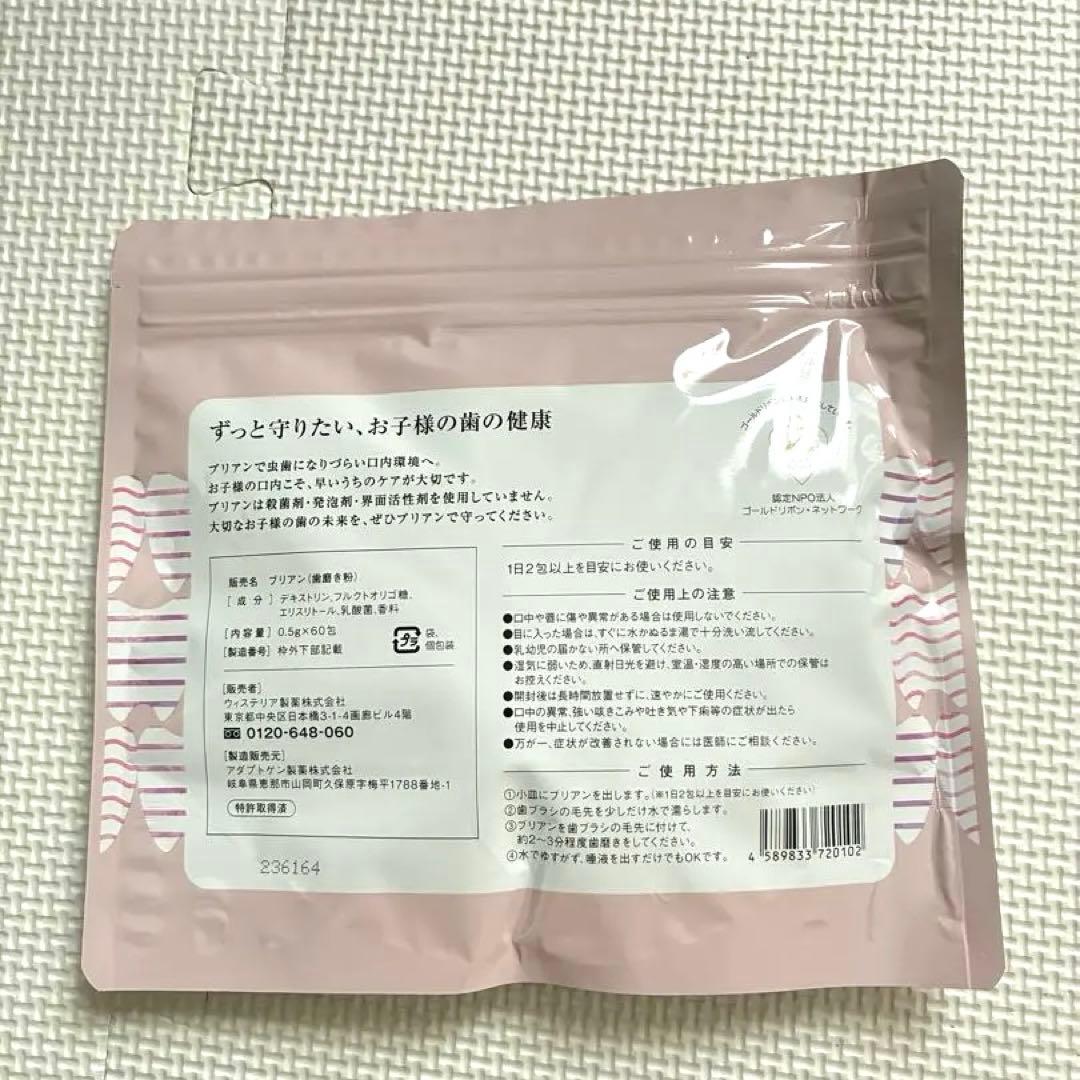 ずっと守りたい、お子様の歯の健康
ブリアンで虫歯になりづらい口内環境へ。
お子様の口内こそ、早いうちのケアが大切です。
ブリアンは殺菌剤・発泡剤・界面活性剤を使用していません。
大切なお子様の歯の未来を、ぜひブリアンで守ってください。
認定NPO法人
ゴールドリボン・ネットワーク
販売名 ブリアン(歯磨き粉)
[成分] デキストリン、フルクトオリゴ糖、
エリスリトール、乳酸菌、香料
[内容量] 0.5g×60包
[製造番号] 枠外下部記載
プラ
袋、
個包装
[販売者]
ウィステリア製薬株式会社
東京都中央区日本橋3-1-4画廊ビル4階
0120-648-060
[製造販売元]
アダプトゲン製薬株式会社
岐阜県恵那市山岡町久保原字梅平1788番地-1
特許取得済
236164
ご使用の目安
1日2包以上を目安にお使いください。
ご使用上の注意
●口中や唇に傷や異常がある場合は使用しないでください。
●目に入った場合は、すぐに水かぬるま湯で十分洗い流してください。
●乳幼児の届かない所へ保管してください。
●湿気に弱いため、直射日光を避け、室温・湿度の高い場所での保管は
お控えください。
●開封後は長時間放置せずに、速やかにご使用ください。
●口中の異常、強い咳きこみや吐き気や下痢等の症状が出たら
使用を中止してください。
●万が一、症状が改善されない場合には医師にご相談ください。
ご使用方法
①小皿にブリアンを出します。(※1日2包以上を目安にお使いください)
②歯ブラシの毛先を少しだけ水で濡らします。
③ブリアンを歯ブラシの毛先に付けて、
約2〜3分程度歯磨きをしてください。
④水でゆすがず、唾液を出すだけでもOKです。
4 589833 720102